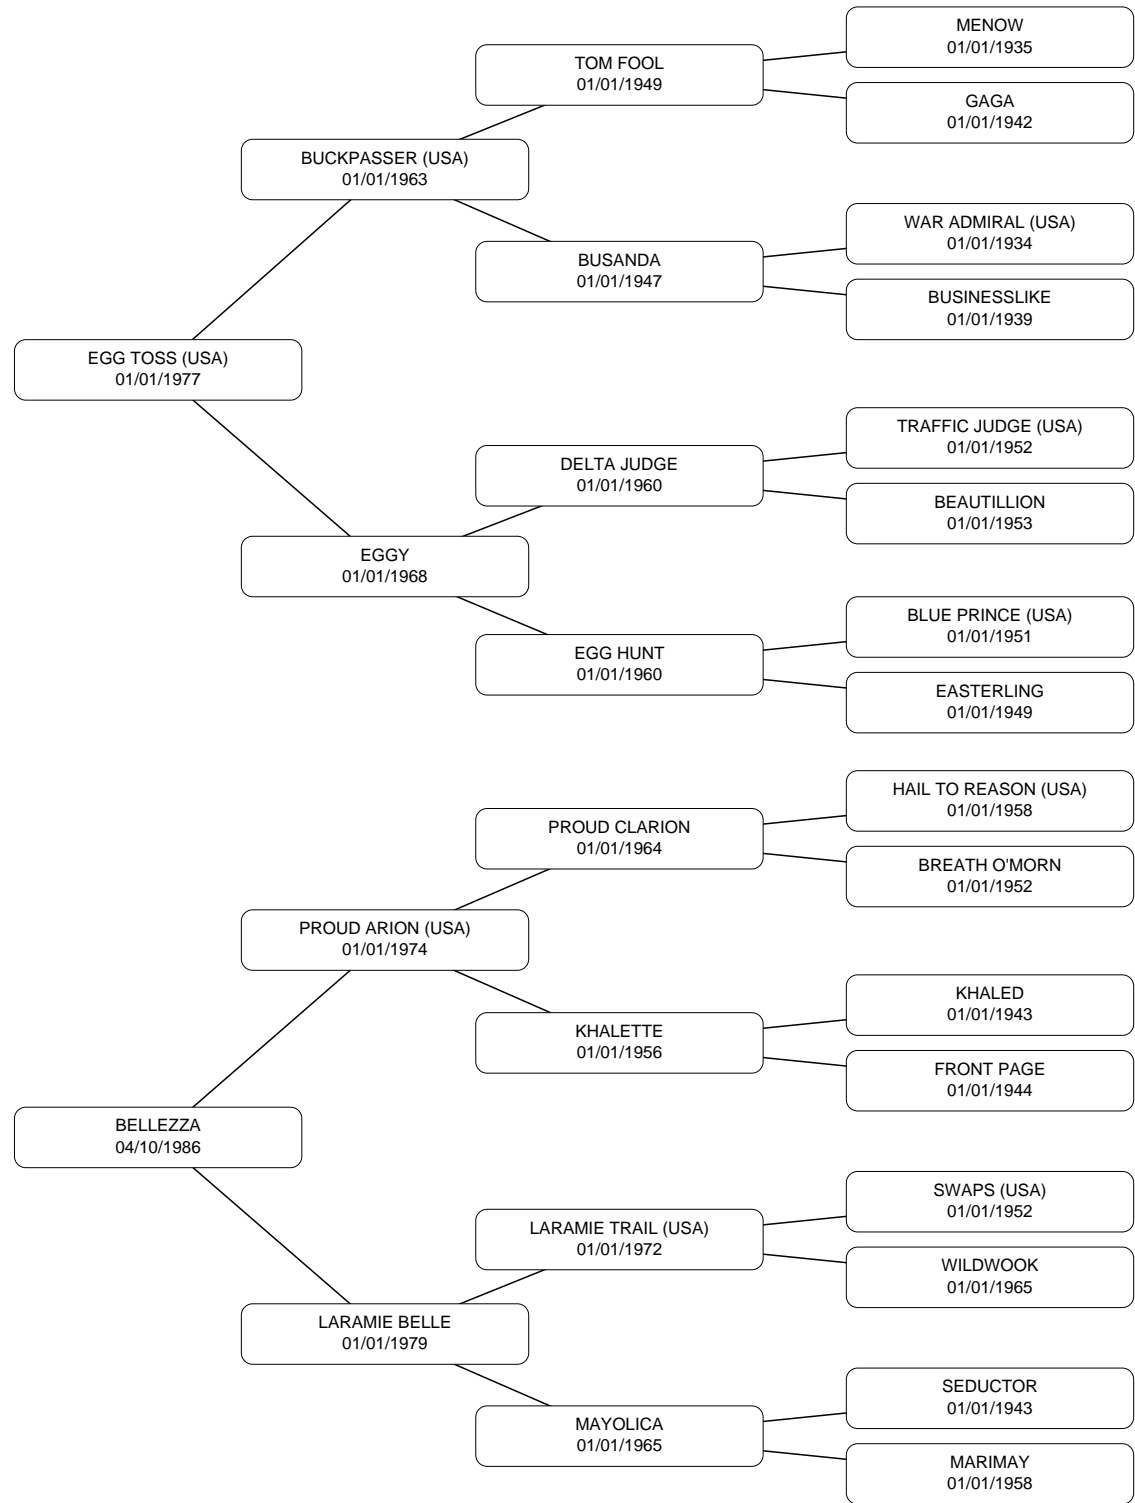 MENOW
01/01/1935
TOM FOOL
01/01/1949
GAGA
01/01/1942
BUCKPASSER (USA)
01/01/1963
WAR ADMIRAL (USA)
01/01/1934
BUSANDA
01/01/1947
BUSINESSLIKE
01/01/1939
EGG TOSS (USA)
01/01/1977
TRAFFIC JUDGE (USA)
01/01/1952
DELTA JUDGE
01/01/1960
BEAUTILLION
01/01/1953
EGGY
01/01/1968
BLUE PRINCE (USA)
01/01/1951
EGG HUNT
01/01/1960
EASTERLING
01/01/1949
HAIL TO REASON (USA)
01/01/1958
PROUD CLARION
01/01/1964
BREATH O'MORN
01/01/1952
PROUD ARION (USA)
01/01/1974
KHALED
01/01/1943
KHALETTE
01/01/1956
FRONT PAGE
01/01/1944
BELLEZZA
04/10/1986
SWAPS (USA)
01/01/1952
LARAMIE TRAIL (USA)
01/01/1972
WILDWOOK
01/01/1965
LARAMIE BELLE
01/01/1979
SEDUCTOR
01/01/1943
MAYOLICA
01/01/1965
MARIMAY
01/01/1958